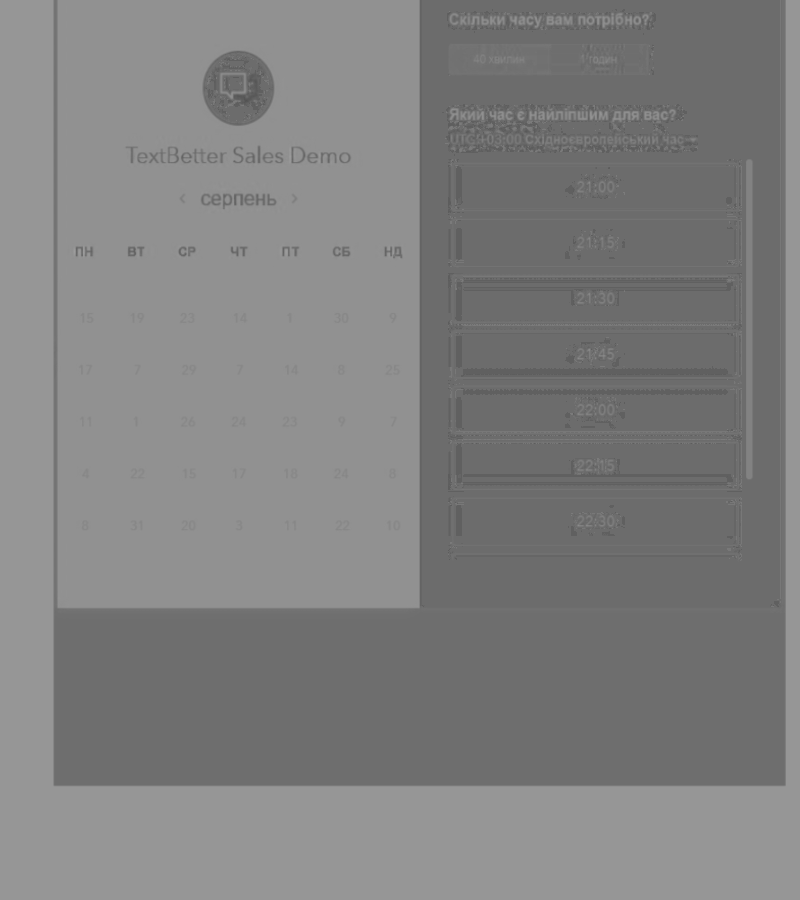 TextBetter Sales Demo
серпень
ПН ВТ СР ЧТ ПТ СБ НД
15 19 23 14 1 30 9
17 7 29 7 14 8 25
11 1 26 24 23 9 7
4 22 15 17 18 24 8
8 31 20 3 11 22 10
Скільки часу вам потрібно?
40 хвилин 1 годин
Який час є найліпшим для вас?
UTC+03:00 Східноєвропейський час
21:00
21:15
21:30
21:45
22:00
22:15
22:30